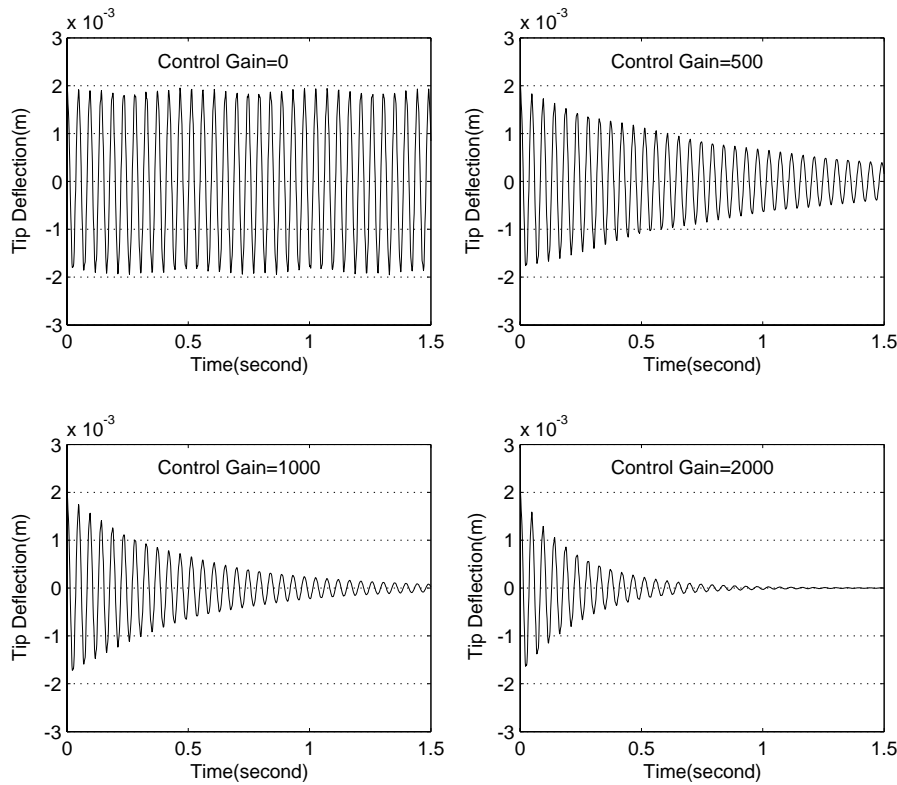 x 10⁻³
Control Gain=0
Tip Deflection(m)
3
2
1
0
-1
-2
-3
0
0.5
1
1.5
Time(second)
x 10⁻³
Control Gain=500
Tip Deflection(m)
3
2
1
0
-1
-2
-3
0
0.5
1
1.5
Time(second)
x 10⁻³
Control Gain=1000
Tip Deflection(m)
3
2
1
0
-1
-2
-3
0
0.5
1
1.5
Time(second)
x 10⁻³
Control Gain=2000
Tip Deflection(m)
3
2
1
0
-1
-2
-3
0
0.5
1
1.5
Time(second)